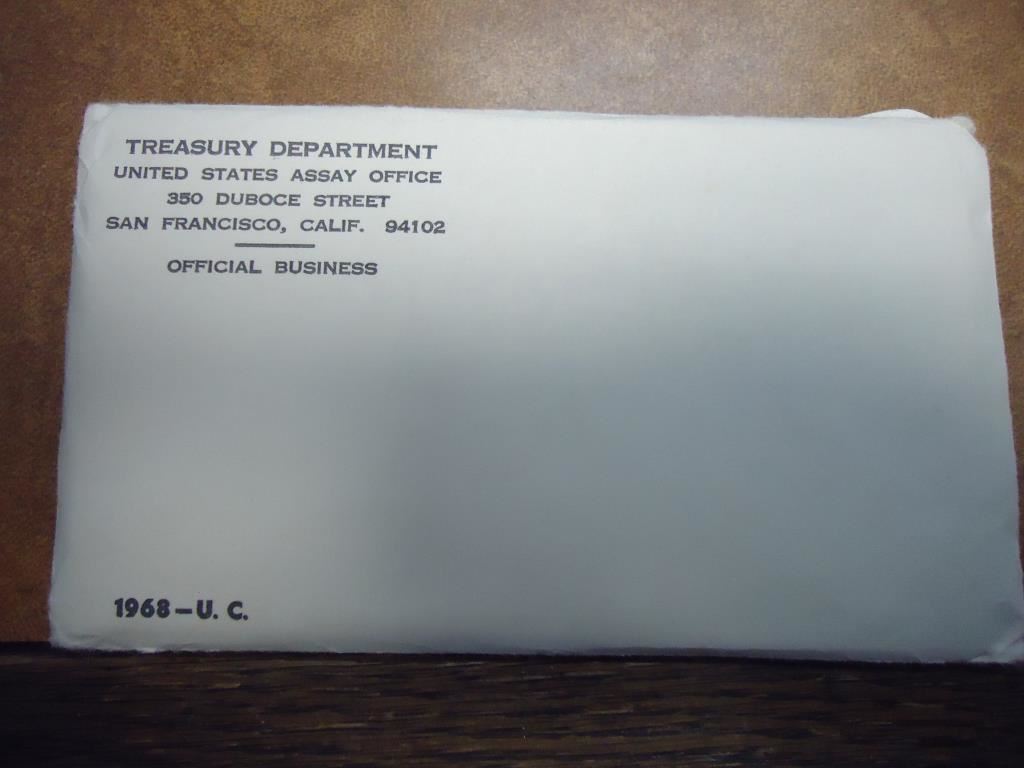 TREASURY DEPARTMENT
UNITED STATES ASSAY OFFICE
350 DUBOCE STREET
SAN FRANCISCO, CALIF. 94102
OFFICIAL BUSINESS
1968-U. C.